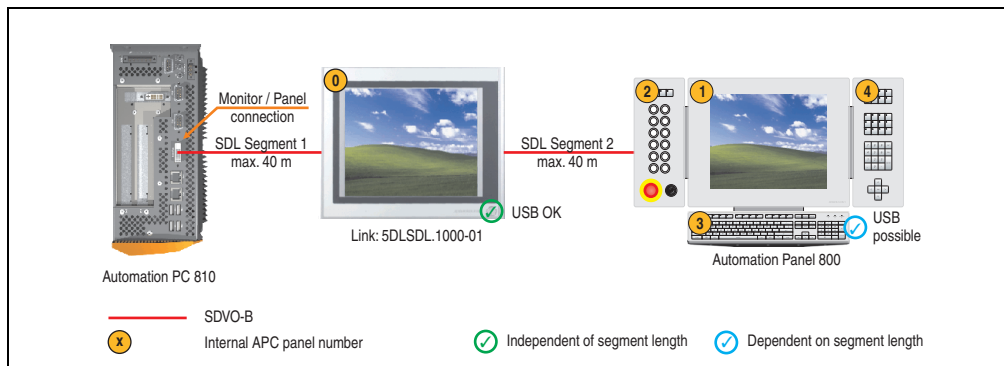 0
2
1
4
Monitor / Panel
connection
SDL Segment 1
max. 40 m
SDL Segment 2
max. 40 m
USB OK
3
USB
possible
Link: 5DLSDL.1000-01
Automation Panel 800
Automation PC 810
SDVO-B
x
Internal APC panel number
Independent of segment length
Dependent on segment length